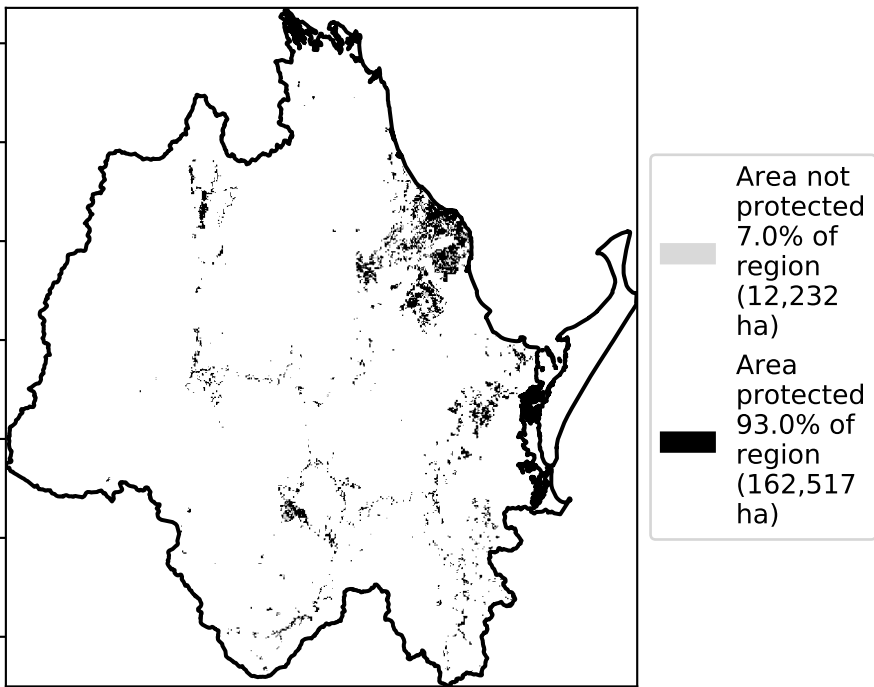 Area not
protected
7.0% of
region
(12,232
ha)
Area
protected
93.0% of
region
(162,517
ha)